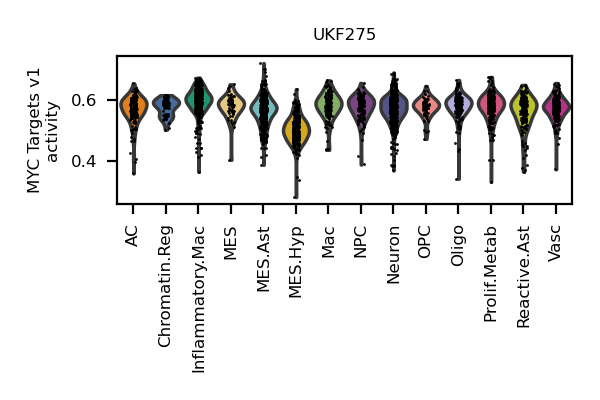 UKF275
MYC Targets v1
activity
0.6
0.4
AC
Chromatin.Reg
Inflammatory.Mac
MES
MES.Ast
MES.Hyp
Mac
NPC
Neuron
OPC
Oligo
Prolif.Metab
Reactive.Ast
Vasc